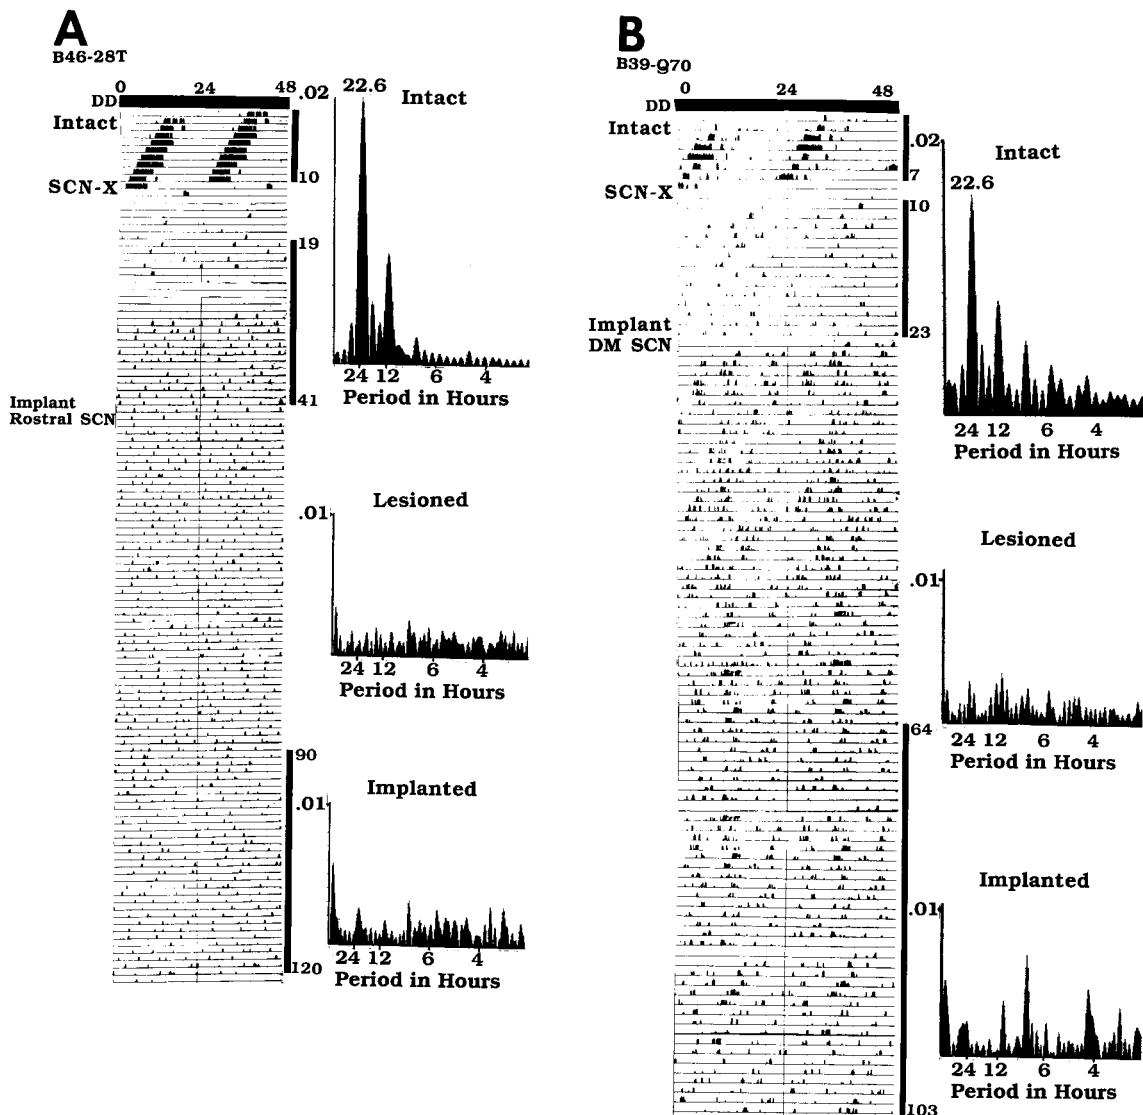 A
B46-28T
0 24 48
DD
Intact
SCN-X
10
19
41
Implant
Rostral SCN
90
120
.02
22.6
Intact
24 12 6 4
Period in Hours
.01
Lesioned
24 12 6 4
Period in Hours
.01
Implanted
24 12 6 4
Period in Hours
B
B39-Q70
0 24 48
DD
Intact
7
SCN-X
10
23
Implant
DM SCN
64
103
.02
22.6
Intact
24 12 6 4
Period in Hours
.01
Lesioned
24 12 6 4
Period in Hours
.01
Implanted
24 12 6 4
Period in Hours